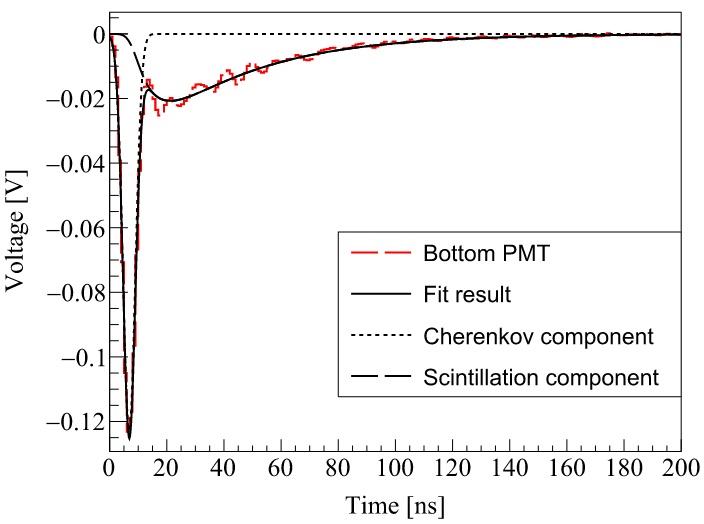 0
−0.02
−0.04
−0.06
−0.08
−0.1
−0.12
Voltage [V]
Bottom PMT
Fit result
Cherenkov component
Scintillation component
0 20 40 60 80 100 120 140 160 180 200
Time [ns]